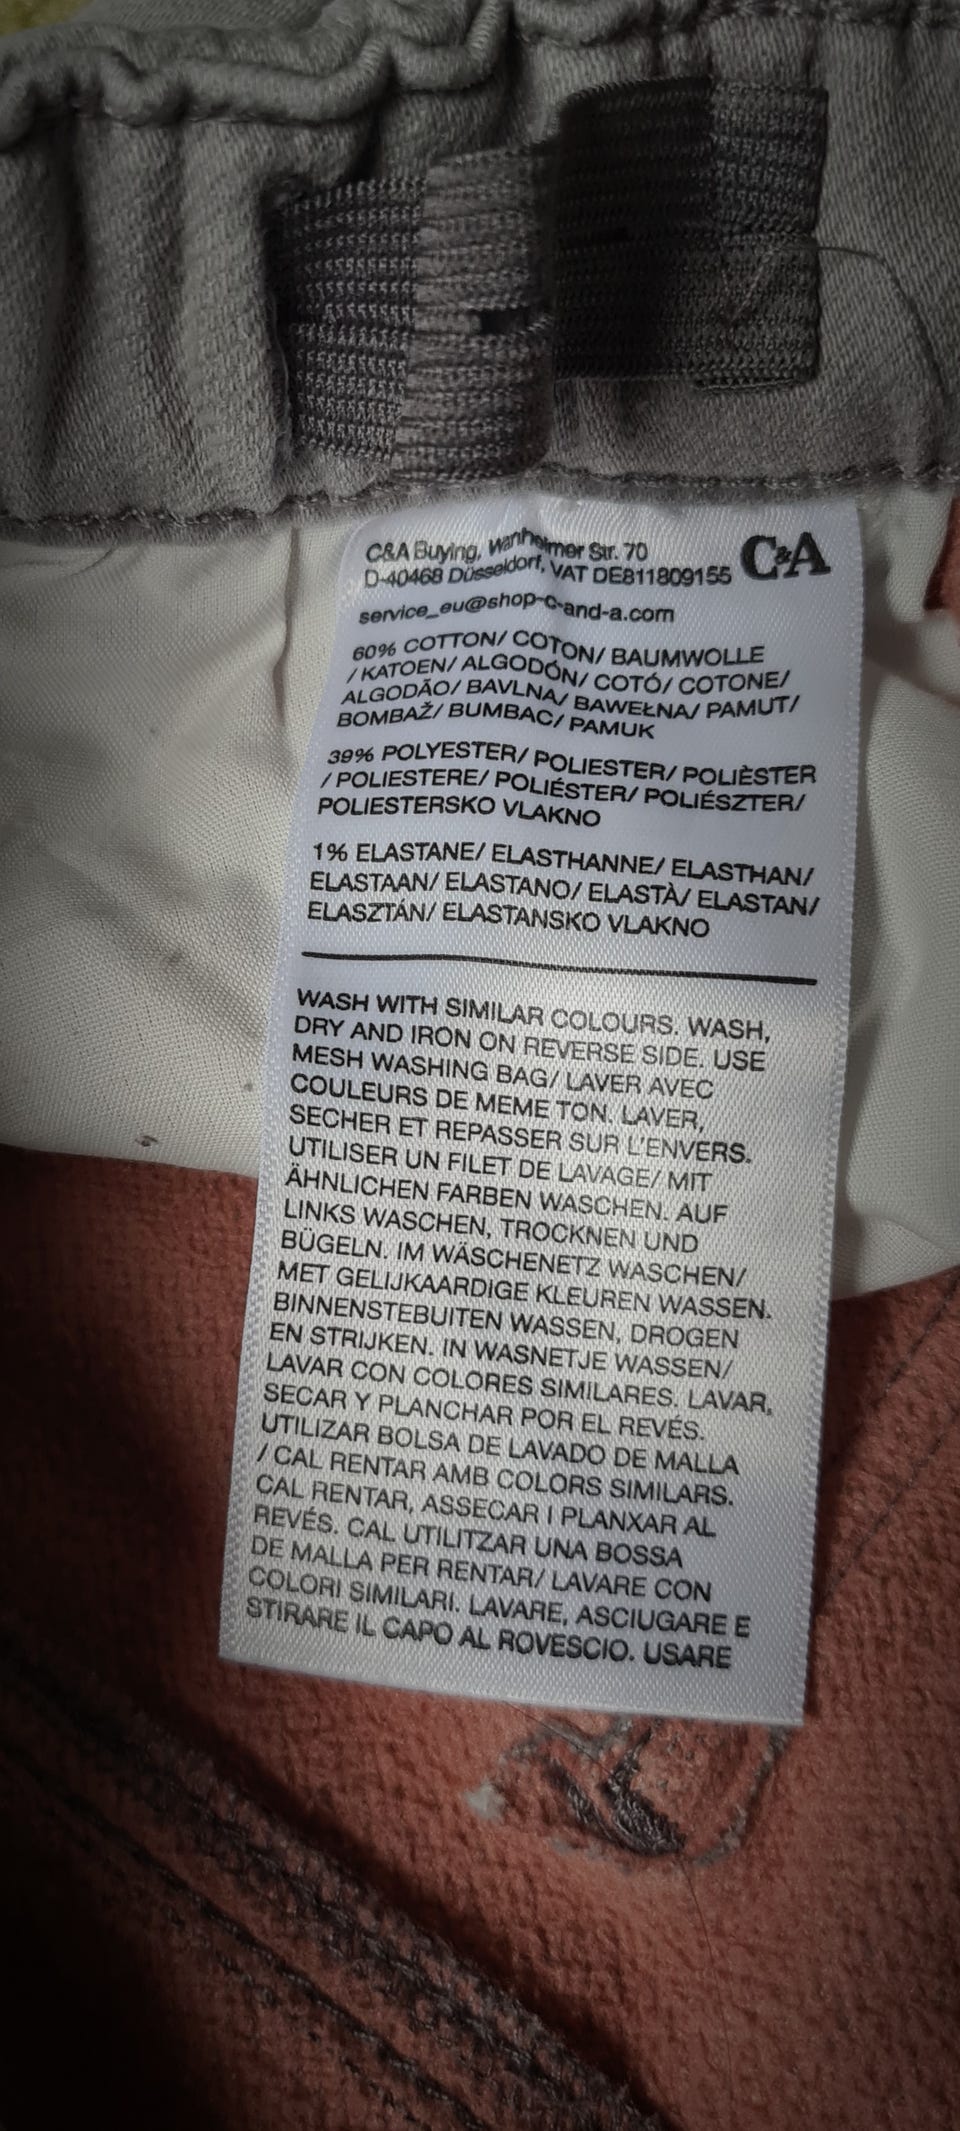 C&A Buying, Wanheimer Str. 70
D-40468 Düsseldorf, VAT DE811809155
C&A
service_eu@shop-c-and-a.com
60% COTTON/ COTON/ BAUMWOLLE
/ KATOEN/ ALGODÓN/ COTÓ/ COTONE/
ALGODÃO/ BAVLNA/ BAWEŁNA/ PAMUT/
BOMBAŽ/ BUMBAC/ PAMUK
39% POLYESTER/ POLIESTER/ POLIÈSTER
/ POLIESTERE/ POLIÉSTER/ POLIÉSZTER/
POLIESTERSKO VLAKNO
1% ELASTANE/ ELASTHANNE/ ELASTHAN/
ELASTAAN/ ELASTANO/ ELASTÀ/ ELASTAN/
ELASZTÁN/ ELASTANSKO VLAKNO
WASH WITH SIMILAR COLOURS. WASH,
DRY AND IRON ON REVERSE SIDE. USE
MESH WASHING BAG/ LAVER AVEC
COULEURS DE MEME TON. LAVER,
SECHER ET REPASSER SUR L'ENVERS.
UTILISER UN FILET DE LAVAGE/ MIT
ÄHNLICHEN FARBEN WASCHEN. AUF
LINKS WASCHEN, TROCKNEN UND
BÜGELN. IM WÄSCHENETZ WASCHEN/
MET GELIJKAARDIGE KLEUREN WASSEN.
BINNENSTEBUITEN WASSEN, DROGEN
EN STRIJKEN. IN WASNETJE WASSEN/
LAVAR CON COLORES SIMILARES. LAVAR,
SECAR Y PLANCHAR POR EL REVÉS.
UTILIZAR BOLSA DE LAVADO DE MALLA
/ CAL RENTAR AMB COLORS SIMILARS.
CAL RENTAR, ASSECAR I PLANXAR AL
REVÉS. CAL UTILITZAR UNA BOSSA
DE MALLA PER RENTAR/ LAVARE CON
COLORI SIMILARI. LAVARE, ASCIUGARE E
STIRARE IL CAPO AL ROVESCIO. USARE